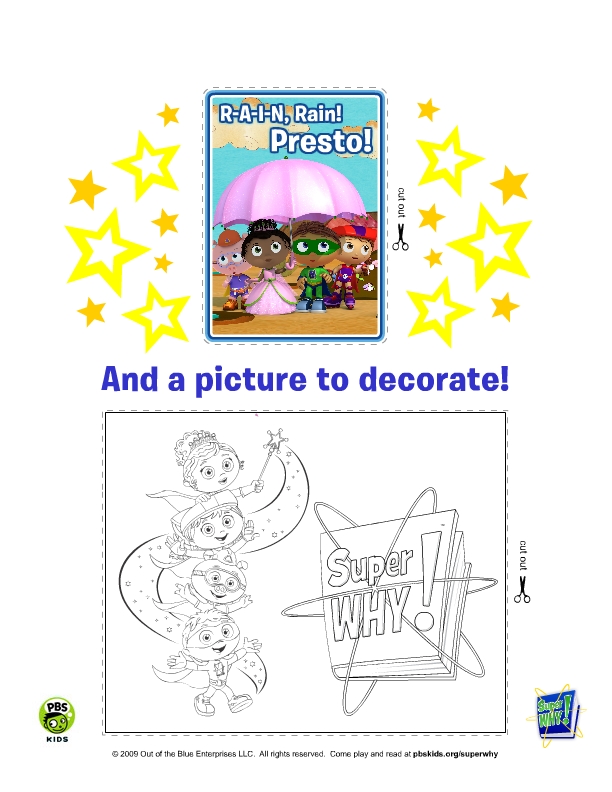 R-A-I-N, Rain!
Presto!
cut out
And a picture to decorate!
Super
WHY!
cut out
PBS
KIDS
SUPER
WHY!
© 2009 Out of the Blue Enterprises LLC. All rights reserved. Come play and read at pbskids.org/superwhy